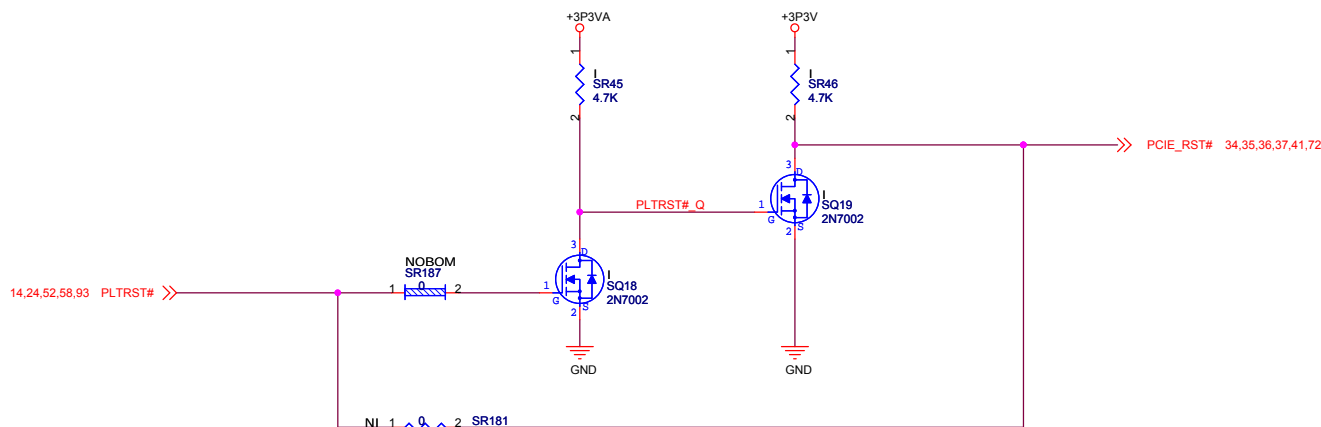 +3P3VA
+3P3V
1
I
SR45
4.7K
2
1
I
SR46
4.7K
2
PCIE_RST# 34,35,36,37,41,72
3
D
I
SQ19
2N7002
1
G
S
2
PLTRST#_Q
3
D
I
SQ18
2N7002
1
G
S
2
NOBOM
SR187
1
0
2
14,24,52,58,93 PLTRST#
GND
GND
NI 1 0 2 SR181